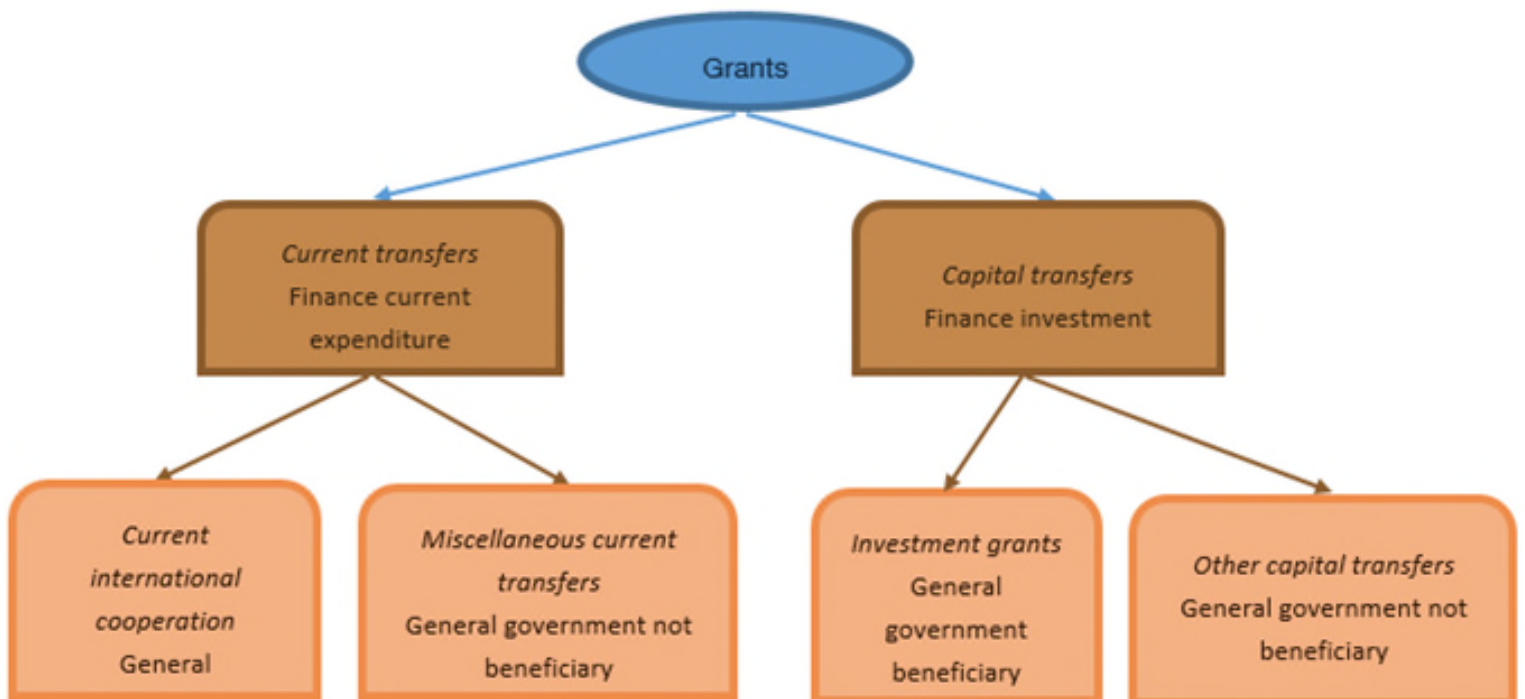 Grants
Current transfers
Finance current
expenditure
Capital transfers
Finance investment
Current
international
cooperation
General
Miscellaneous current
transfers
General government not
beneficiary
Investment grants
General
government
beneficiary
Other capital transfers
General government not
beneficiary